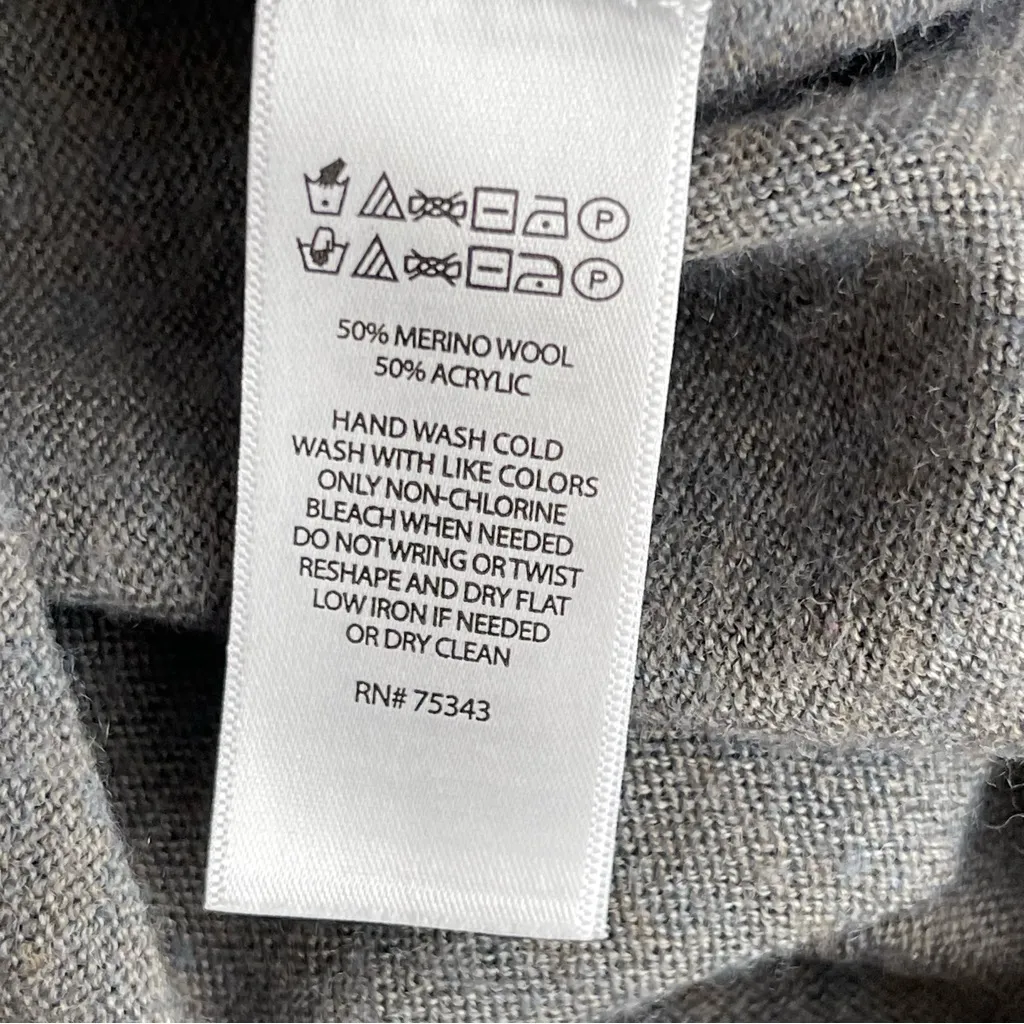 P
P
50% MERINO WOOL
50% ACRYLIC
HAND WASH COLD
WASH WITH LIKE COLORS
ONLY NON-CHLORINE
BLEACH WHEN NEEDED
DO NOT WRING OR TWIST
RESHAPE AND DRY FLAT
LOW IRON IF NEEDED
OR DRY CLEAN
RN# 75343